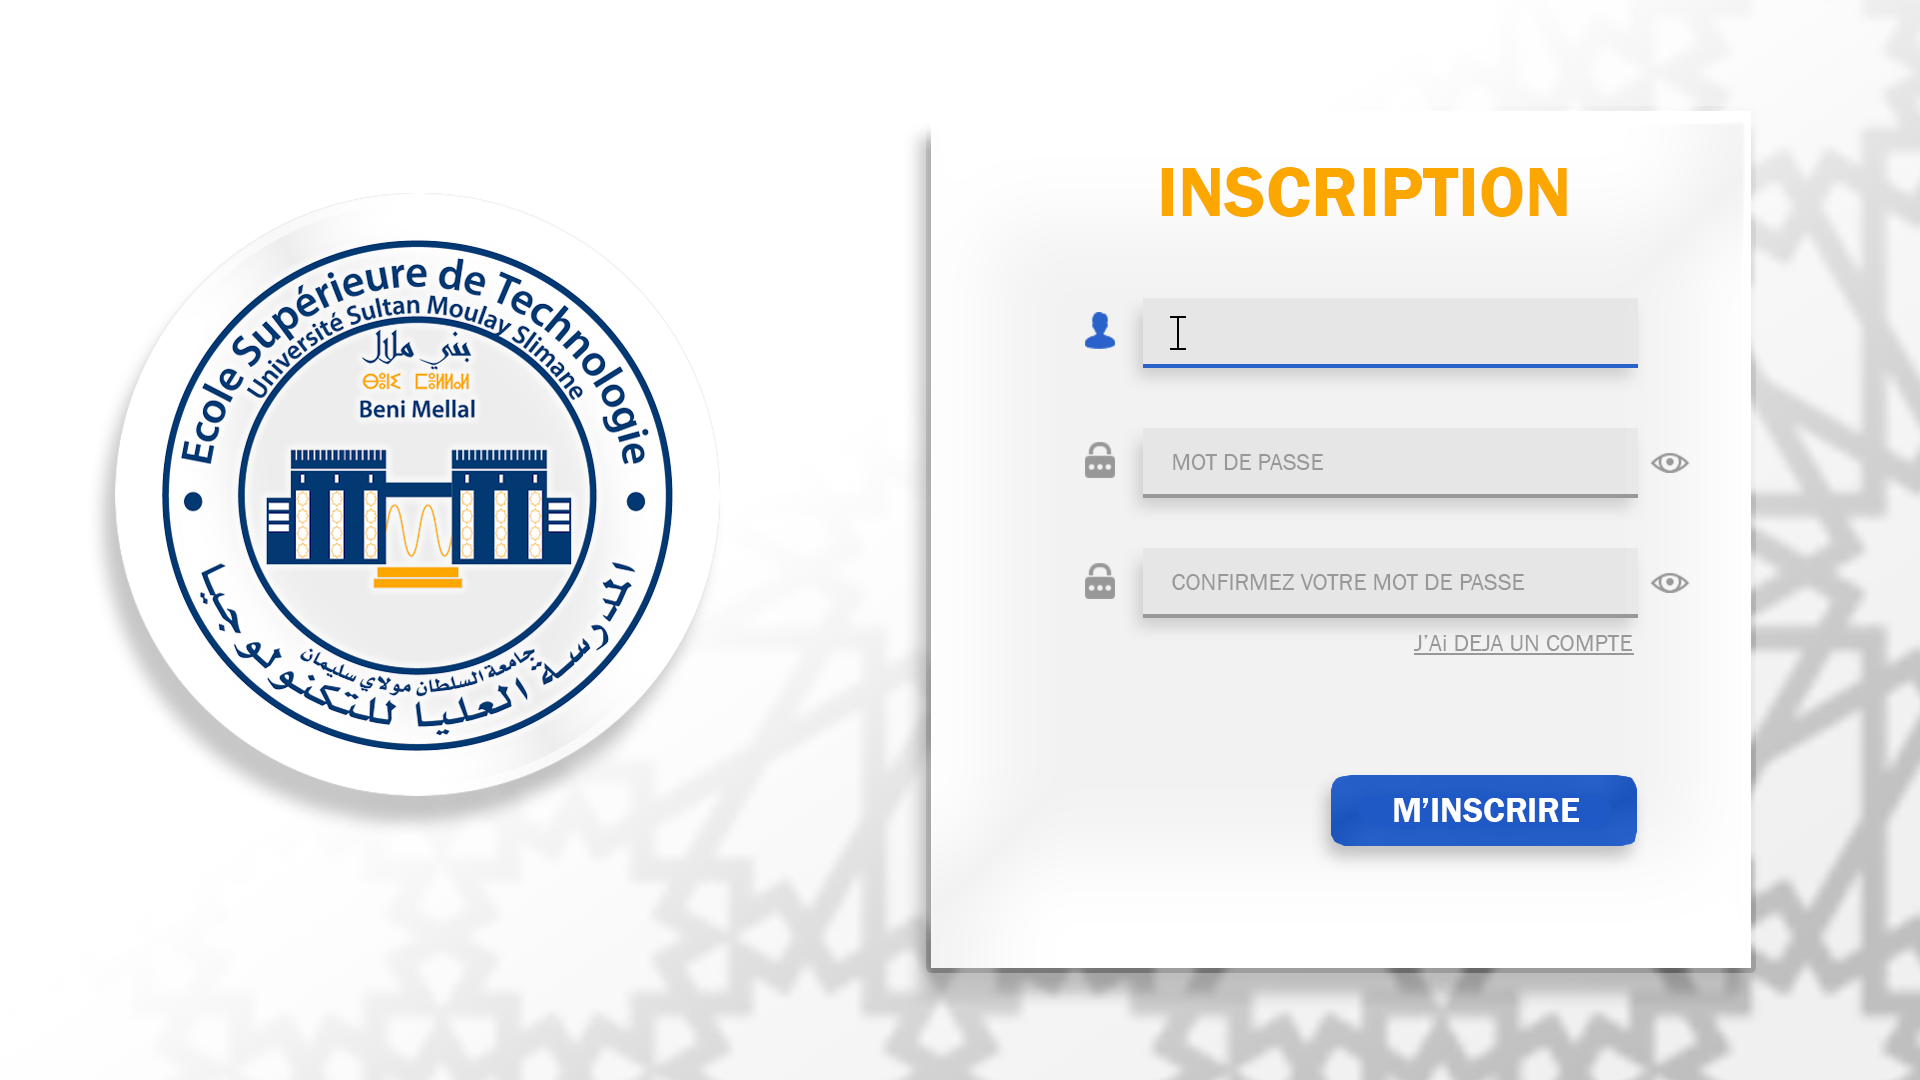 Ecole Supérieure de Technologie
Université Sultan Moulay Slimane
بني ملال
ⴱⵏⵉ ⵎⵍⵍⴰⵍ
Beni Mellal
جامعة السلطان مولاي سليمان
المدرسة العليا للتكنولوجيا
INSCRIPTION
MOT DE PASSE
CONFIRMEZ VOTRE MOT DE PASSE
J’Ai DEJA UN COMPTE
M’INSCRIRE